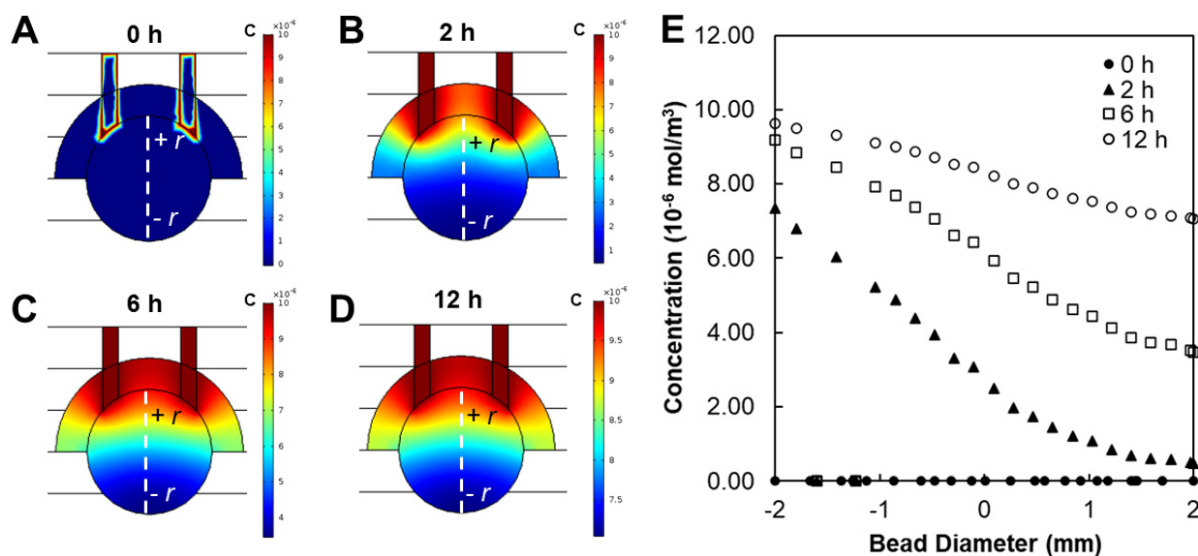 A
0 h
C
×10⁻⁶
10
9
8
7
6
5
4
3
2
1
0
+ r
- r
B
2 h
C
×10⁻⁶
10
9
8
7
6
5
4
3
2
1
+ r
- r
C
6 h
C
×10⁻⁶
10
9
8
7
6
5
4
+ r
- r
D
12 h
C
×10⁻⁶
10
9.5
9
8.5
8
7.5
+ r
- r
E
12.00
10.00
8.00
6.00
4.00
2.00
0.00
Concentration (10⁻⁶ mol/m³)
0 h
2 h
6 h
12 h
-2 -1 0 1 2
Bead Diameter (mm)